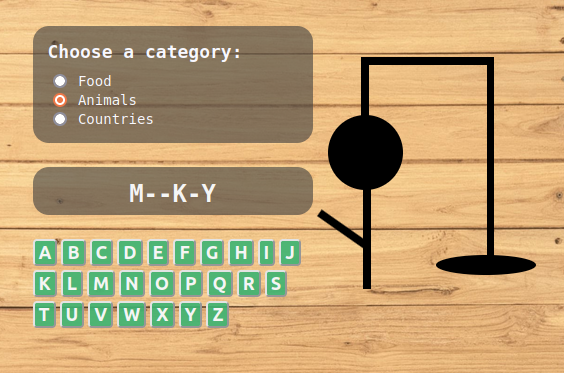 Choose a category:
Food
Animals
Countries
M--K-Y
A B C D E F G H I J
K L M N O P Q R S
T U V W X Y Z